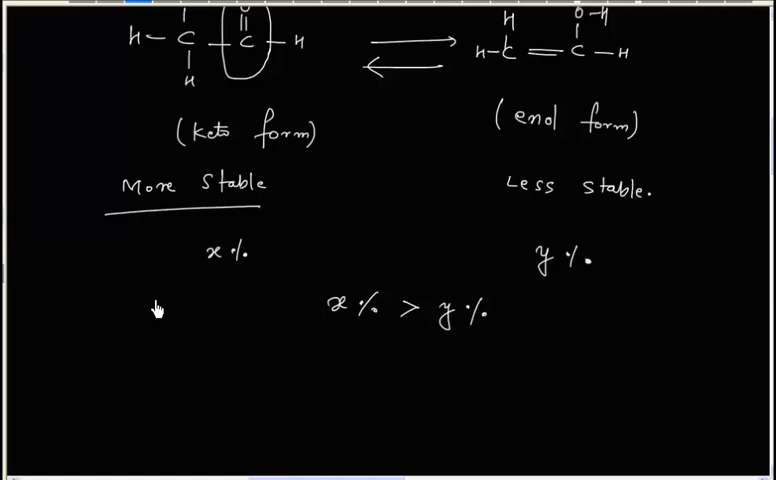 O O-H
H
H-C-C-H H-C=C-H
H
(Keto form) (enol form)
More Stable Less Stable.
x% y%.
x% > y%